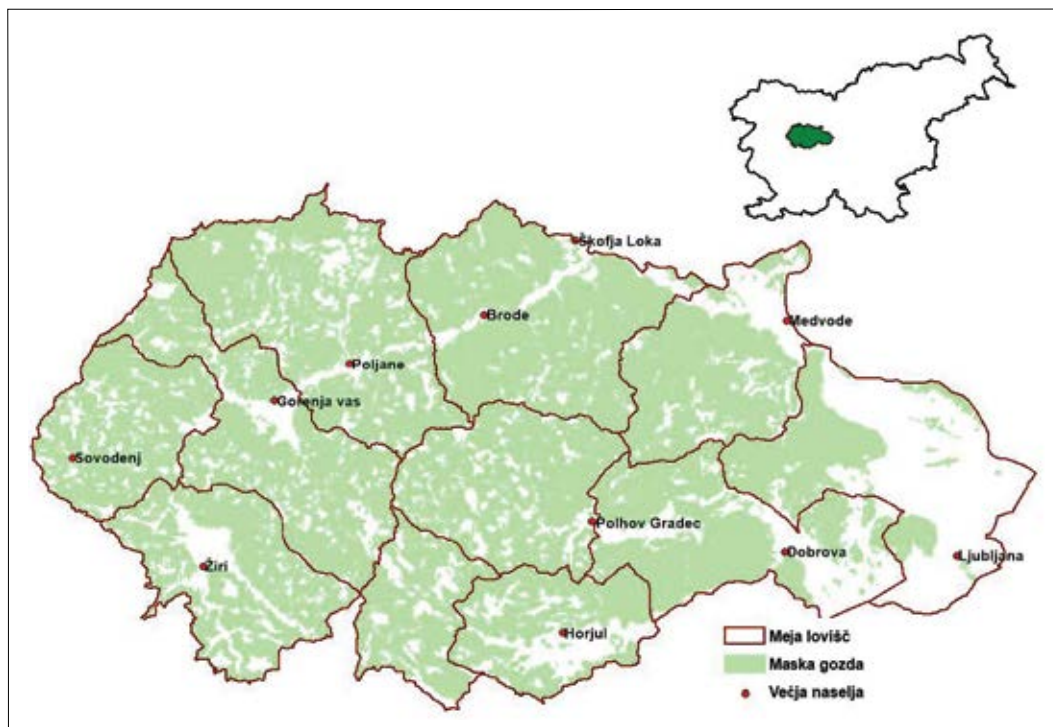 Škofja Loka
Medvode
Brode
Poljane
Gorenja vas
Sovodenj
Polhov Gradec
Dobrova
Ljubljana
Žiri
Horjul
Meja lovišč
Maska gozda
Večja naselja